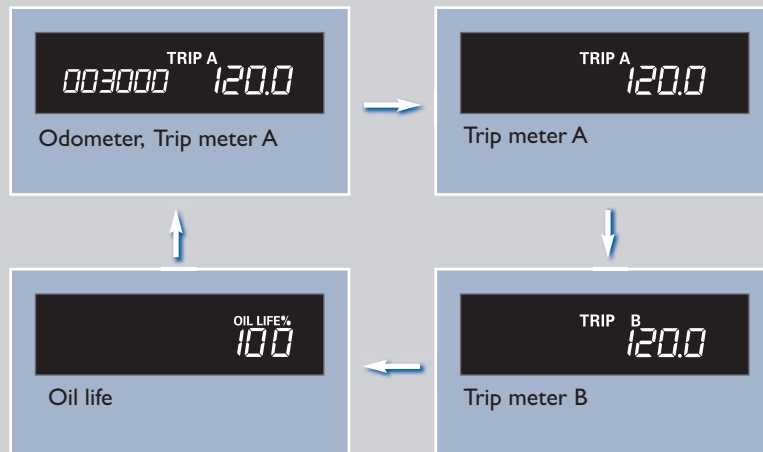 TRIP A
003000 120.0
Odometer, Trip meter A
TRIP A
120.0
Trip meter A
OIL LIFE%
100
Oil life
TRIP B
120.0
Trip meter B